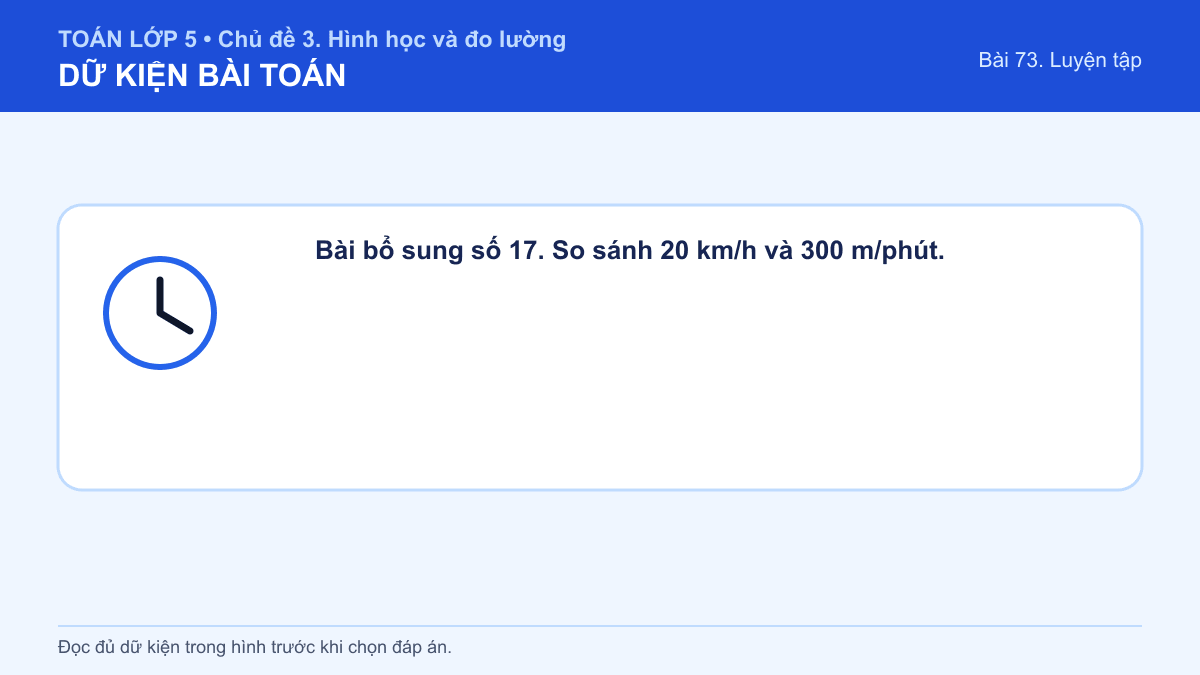 TOÁN LỚP 5 • Chủ đề 3. Hình học và đo lường
DỮ KIỆN BÀI TOÁN
Bài 73. Luyện tập
Bài bổ sung số 17. So sánh 20 km/h và 300 m/phút.
Đọc đủ dữ kiện trong hình trước khi chọn đáp án.